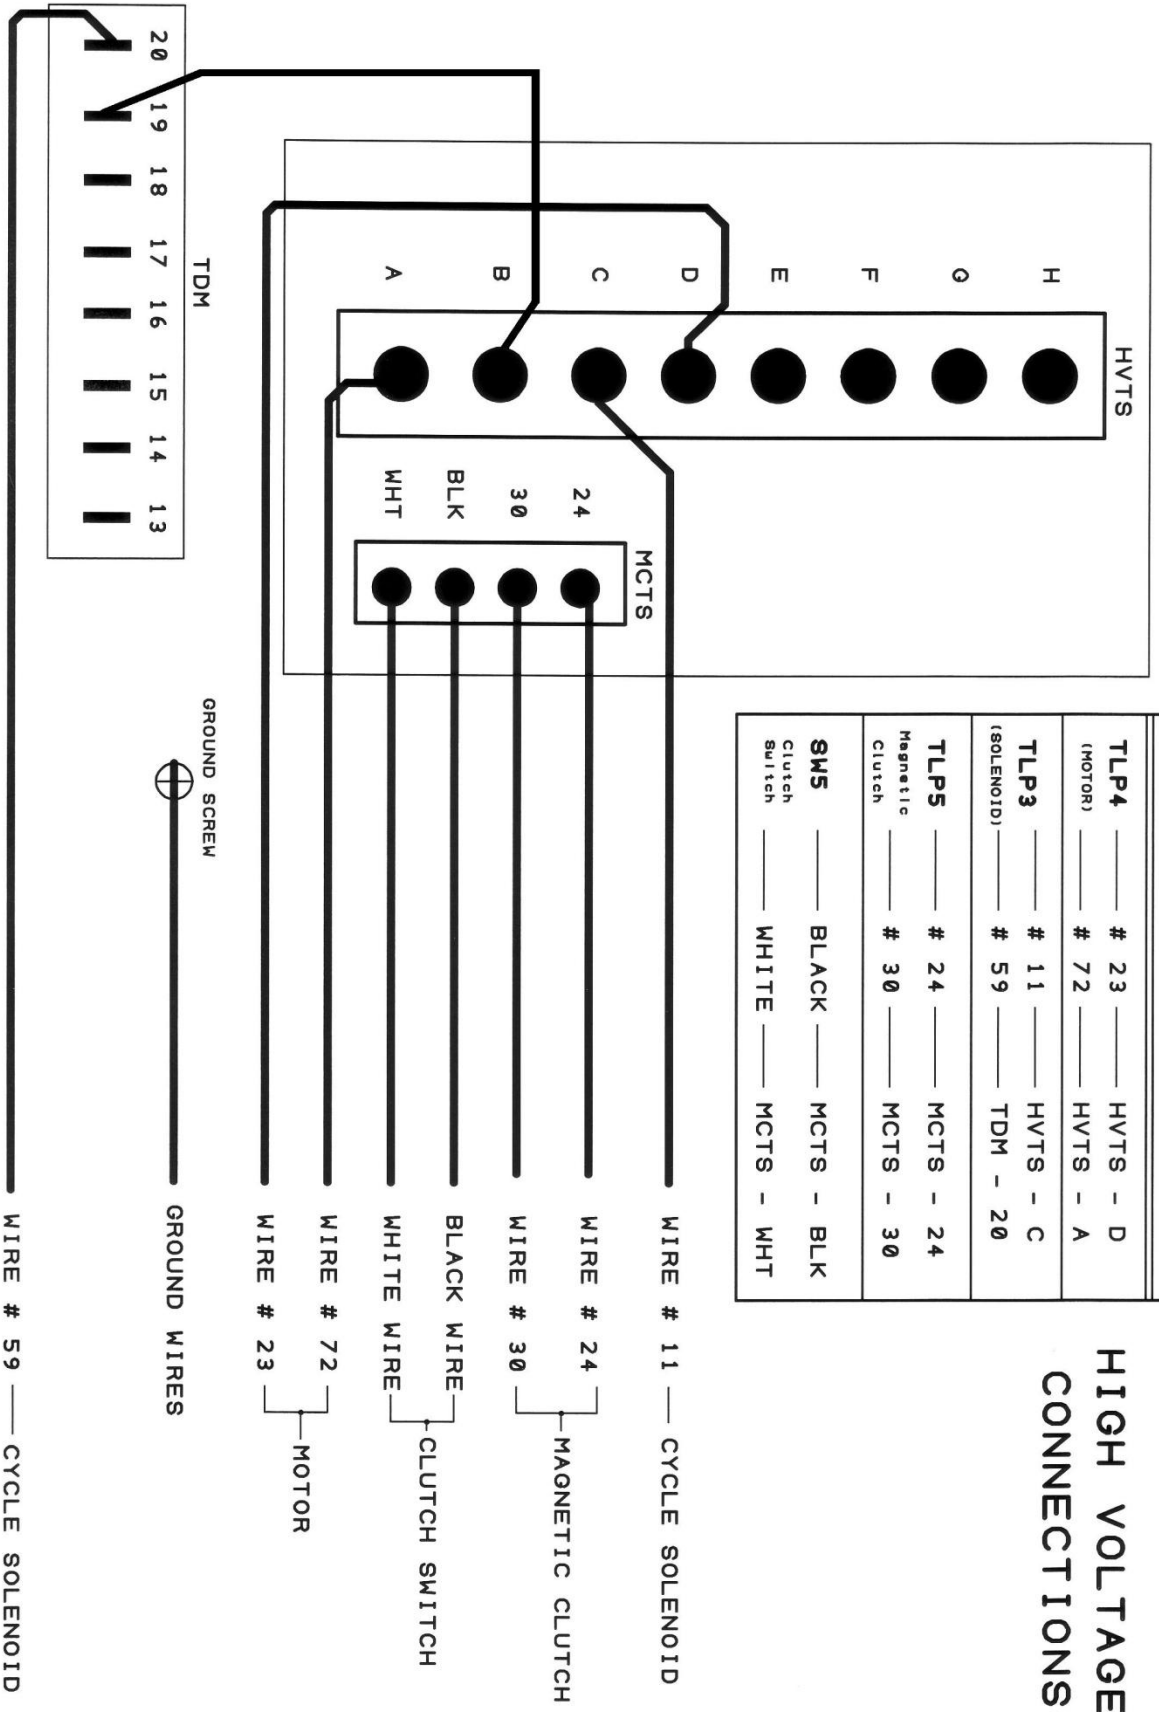 HIGH VOLTAGE
CONNECTIONS
TLP4 # 23 HVTS - D
(MOTOR) # 72 HVTS - A
TLP3 # 11 HVTS - C
(SOLENOID) # 59 TDM - 20
TLP5 # 24 MCTS - 24
Magnetic
Clutch # 30 MCTS - 30
SW5 BLACK MCTS - BLK
Clutch
Switch WHITE MCTS - WHT
HVTS
H
G
F
E
D
C
B
A
MCTS
24
30
BLK
WHT
TDM
20 19 18 17 16 15 14 13
GROUND SCREW
WIRE # 11 CYCLE SOLENOID
WIRE # 24
WIRE # 30
MAGNETIC CLUTCH
BLACK WIRE
WHITE WIRE
CLUTCH SWITCH
WIRE # 72
WIRE # 23
MOTOR
GROUND WIRES
WIRE # 59 CYCLE SOLENOID